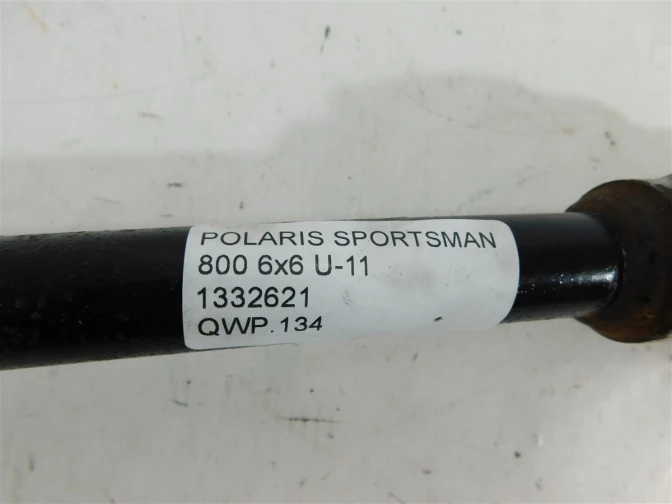 POLARIS SPORTSMAN
800 6x6 U-11
1332621
QWP.134